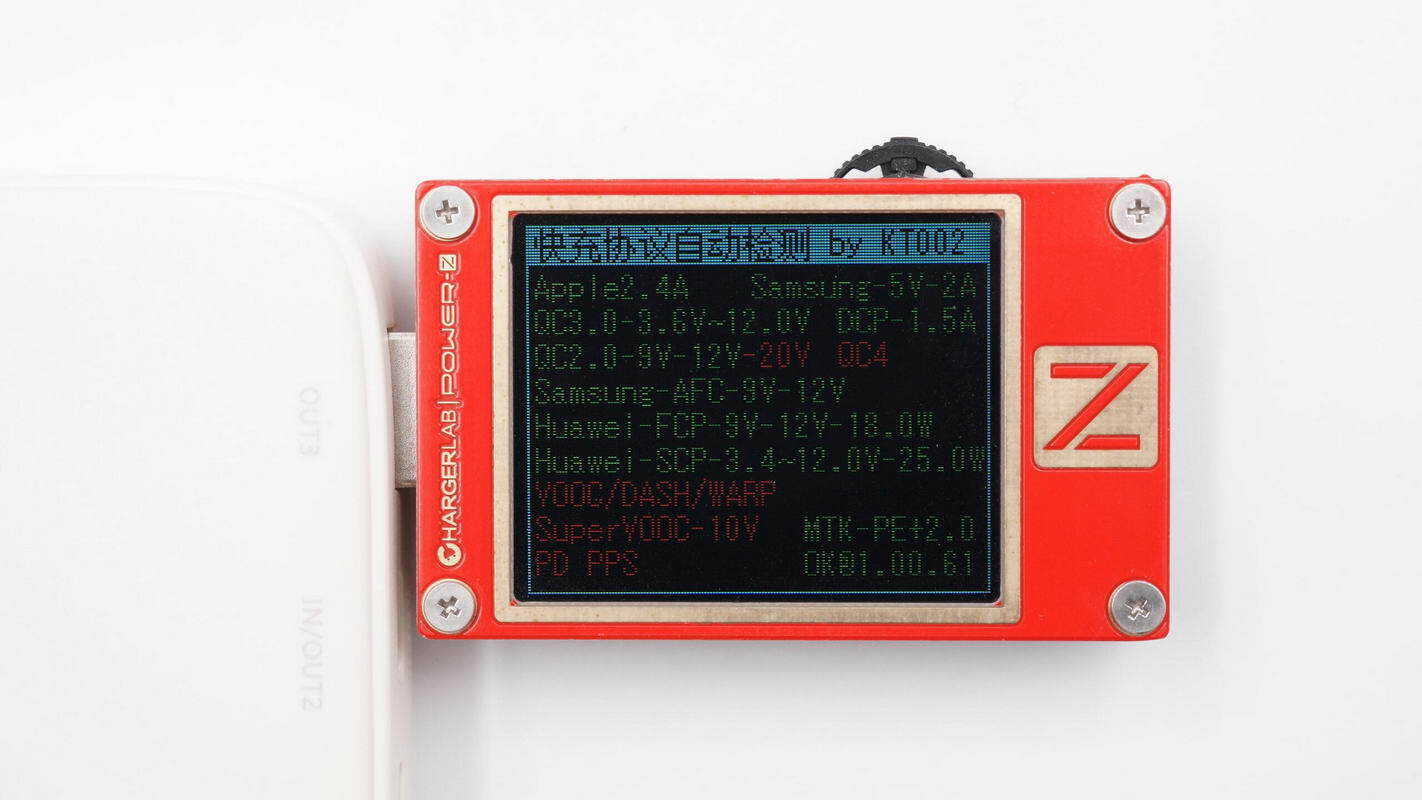 快充协议自动检测 by KT002
Apple2.4A Samsung-5V-2A
QC3.0-3.6V~12.0V DCP-1.5A
QC2.0-9V-12V-20V QC4
Samsung-AFC-9V-12V
Huawei-FCP-9V-12V-18.0W
Huawei-SCP-3.4~12.0V-25.0W
VOOC/DASH/WARP
SuperVOOC-10V MTK-PE+2.0
PD PPS OK@1.00.61
CHARGERLAB | POWER-Z
Z
OUT3
IN/OUT2